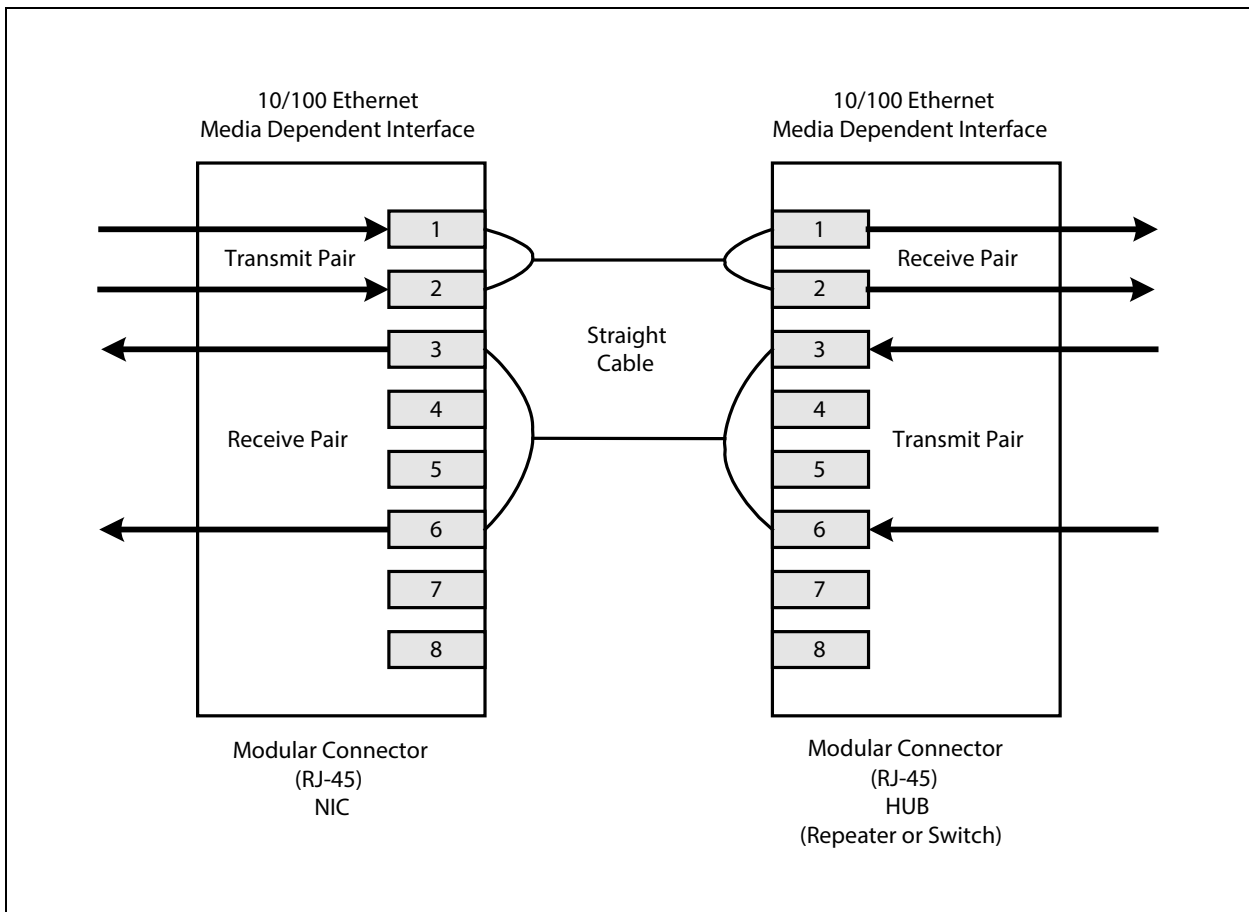 10/100 Ethernet
Media Dependent Interface
1
Transmit Pair
2
3
4
Receive Pair
5
6
7
8
Modular Connector
(RJ-45)
NIC
Straight
Cable
10/100 Ethernet
Media Dependent Interface
1
Receive Pair
2
3
4
Transmit Pair
5
6
7
8
Modular Connector
(RJ-45)
HUB
(Repeater or Switch)